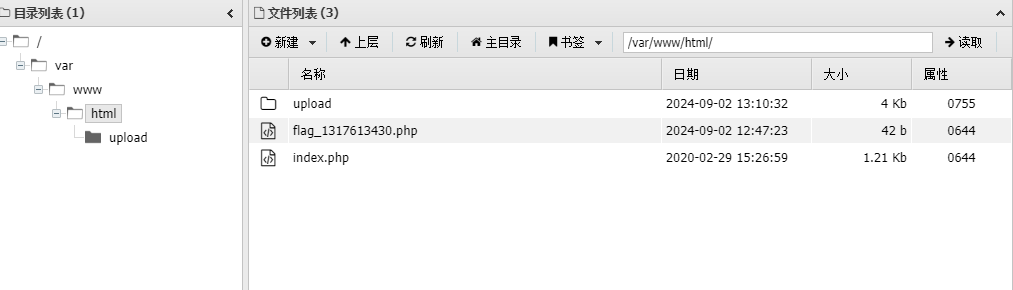 目录列表 (1)
文件列表 (3)
新建 上层 刷新 主目录 书签 /var/www/html/ 读取
/
var
www
html
upload
名称 日期 大小 属性
upload 2024-09-02 13:10:32 4 Kb 0755
flag_1317613430.php 2024-09-02 12:47:23 42 b 0644
index.php 2020-02-29 15:26:59 1.21 Kb 0644